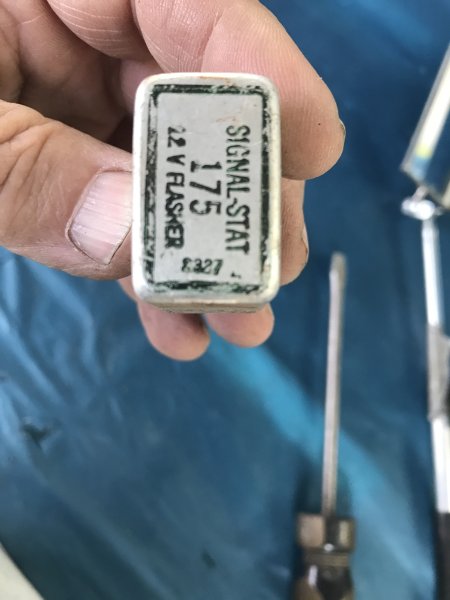 SIGNAL-STAT
175
12 V FLASHER
8327